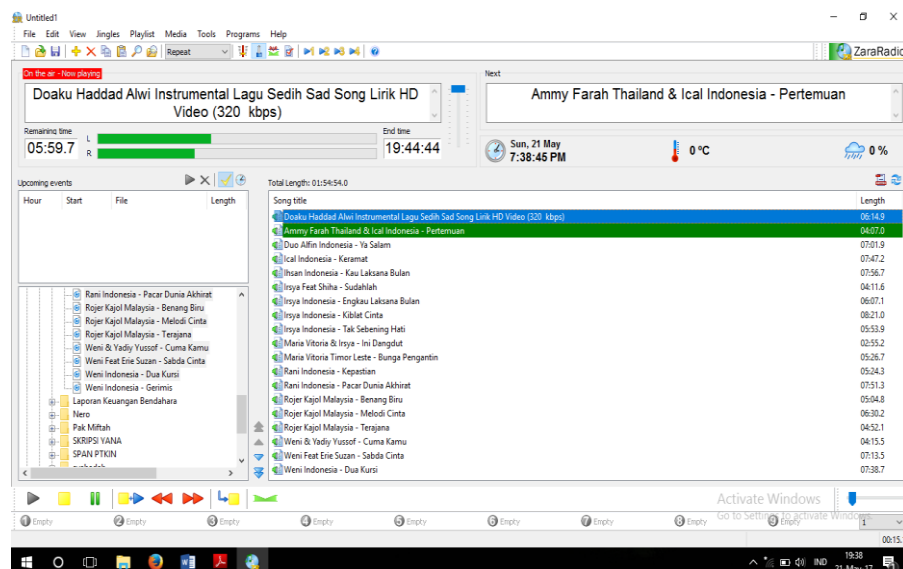 Untitled1
File Edit View Jingles Playlist Media Tools Programs Help
Repeat
ZaraRadio
On the air - Now playing
Doaku Haddad Alwi Instrumental Lagu Sedih Sad Song Lirik HD
Video (320 kbps)
Next
Ammy Farah Thailand & Ical Indonesia - Pertemuan
Remaining time
05:59.7
L
R
End time
19:44:44
Sun, 21 May
7:38:45 PM
0 ºC
0 %
Upcoming events
Hour Start File Length
Total Length: 01:54:54.0
Song title Length
Doaku Haddad Alwi Instrumental Lagu Sedih Sad Song Lirik HD Video (320 kbps) 06:14.9
Ammy Farah Thailand & Ical Indonesia - Pertemuan 04:07.0
Duo Alfin Indonesia - Ya Salam 07:01.9
Ical Indonesia - Keramat 07:47.2
Ihsan Indonesia - Kau Laksana Bulan 07:56.7
Irsya Feat Shiha - Sudahlah 04:11.6
Irsya Indonesia - Engkau Laksana Bulan 06:07.1
Irsya Indonesia - Kiblat Cinta 08:21.0
Irsya Indonesia - Tak Sebening Hati 05:53.9
Maria Vitoria & Irsya - Ini Dangdut 02:55.2
Maria Vitoria Timor Leste - Bunga Pengantin 05:26.7
Rani Indonesia - Kepastian 05:24.3
Rani Indonesia - Pacar Dunia Akhirat 07:51.3
Rojer Kajol Malaysia - Benang Biru 05:04.8
Rojer Kajol Malaysia - Melodi Cinta 06:30.2
Rojer Kajol Malaysia - Terajana 04:52.1
Weni & Yadiy Yussof - Cuma Kamu 04:15.5
Weni Feat Erie Suzan - Sabda Cinta 07:13.5
Weni Indonesia - Dua Kursi 07:38.7
Rani Indonesia - Pacar Dunia Akhirat
Rojer Kajol Malaysia - Benang Biru
Rojer Kajol Malaysia - Melodi Cinta
Rojer Kajol Malaysia - Terajana
Weni & Yadiy Yussof - Cuma Kamu
Weni Feat Erie Suzan - Sabda Cinta
Weni Indonesia - Dua Kursi
Weni Indonesia - Gerimis
Laporan Keuangan Bendahara
Nero
Pak Miftah
SKRIPSI YANA
SPAN PTKIN
Activate Windows
Go to Settings to activate Windows.
1 Empty 2 Empty 3 Empty 4 Empty 5 Empty 6 Empty 7 Empty 8 Empty 9 Empty 1
00:15.
IND
19:38
21-May-17